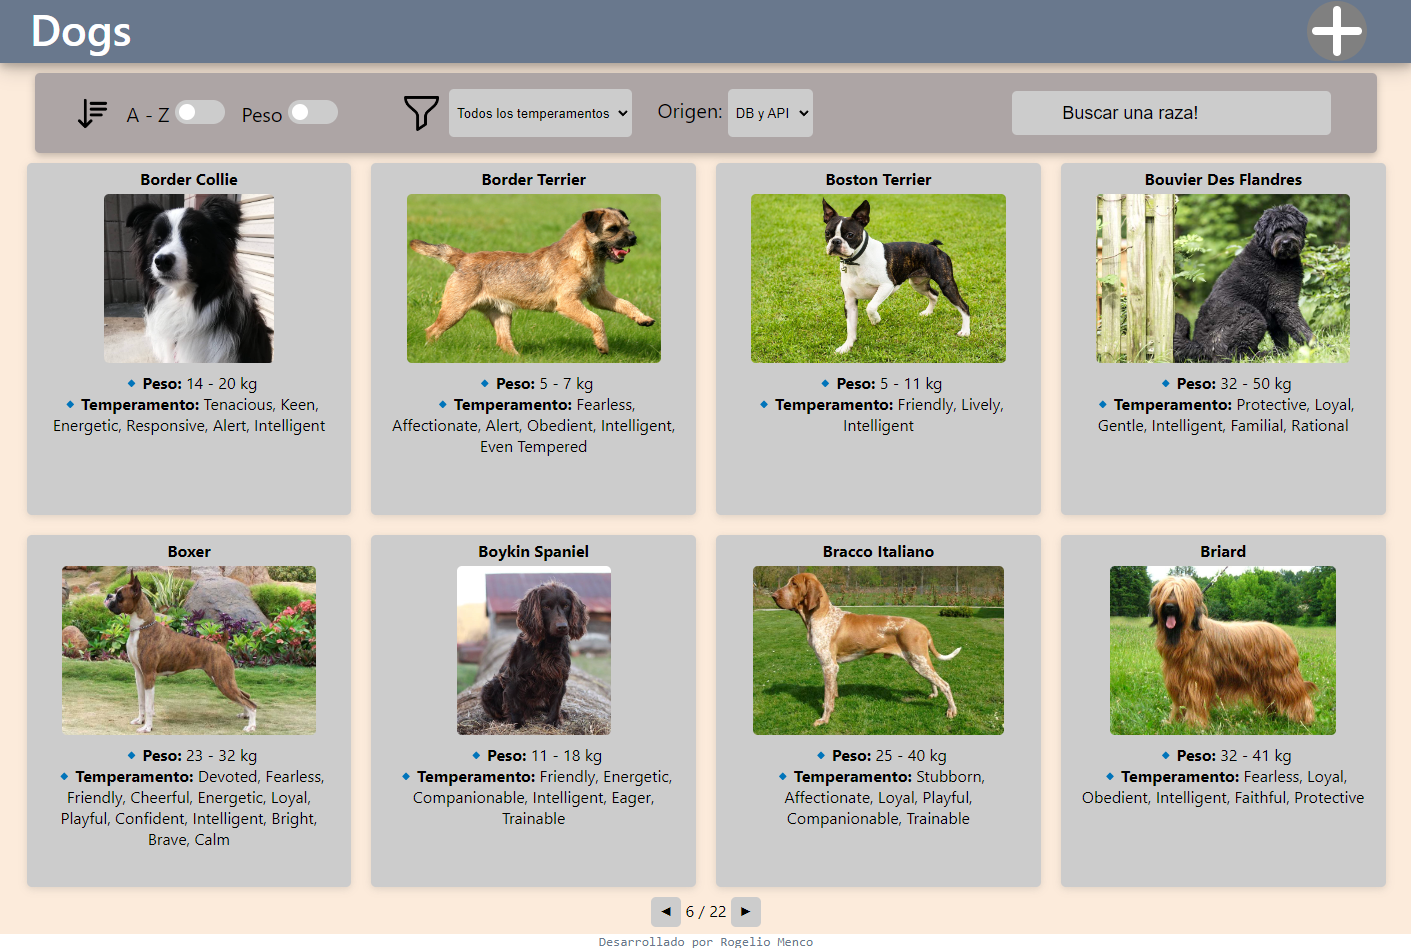 Dogs
A - Z
Peso
Todos los temperamentos
Origen:
DB y API
Buscar una raza!
Border Collie
Peso: 14 - 20 kg
Temperamento: Tenacious, Keen,
Energetic, Responsive, Alert, Intelligent
Border Terrier
Peso: 5 - 7 kg
Temperamento: Fearless,
Affectionate, Alert, Obedient, Intelligent,
Even Tempered
Boston Terrier
Peso: 5 - 11 kg
Temperamento: Friendly, Lively,
Intelligent
Bouvier Des Flandres
Peso: 32 - 50 kg
Temperamento: Protective, Loyal,
Gentle, Intelligent, Familial, Rational
Boxer
Peso: 23 - 32 kg
Temperamento: Devoted, Fearless,
Friendly, Cheerful, Energetic, Loyal,
Playful, Confident, Intelligent, Bright,
Brave, Calm
Boykin Spaniel
Peso: 11 - 18 kg
Temperamento: Friendly, Energetic,
Companionable, Intelligent, Eager,
Trainable
Bracco Italiano
Peso: 25 - 40 kg
Temperamento: Stubborn,
Affectionate, Loyal, Playful,
Companionable, Trainable
Briard
Peso: 32 - 41 kg
Temperamento: Fearless, Loyal,
Obedient, Intelligent, Faithful, Protective
6 / 22
Desarrollado por Rogelio Menco